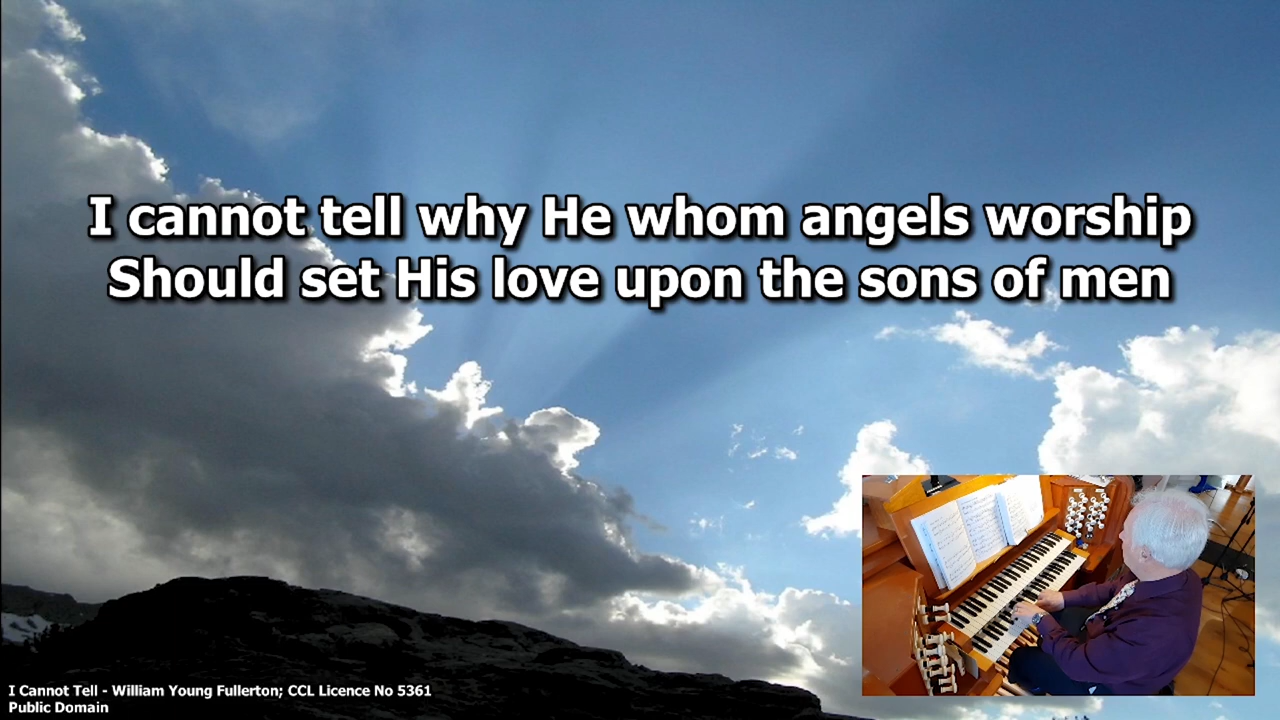 I cannot tell why He whom angels worship
Should set His love upon the sons of men
I Cannot Tell - William Young Fullerton; CCL Licence No 5361
Public Domain